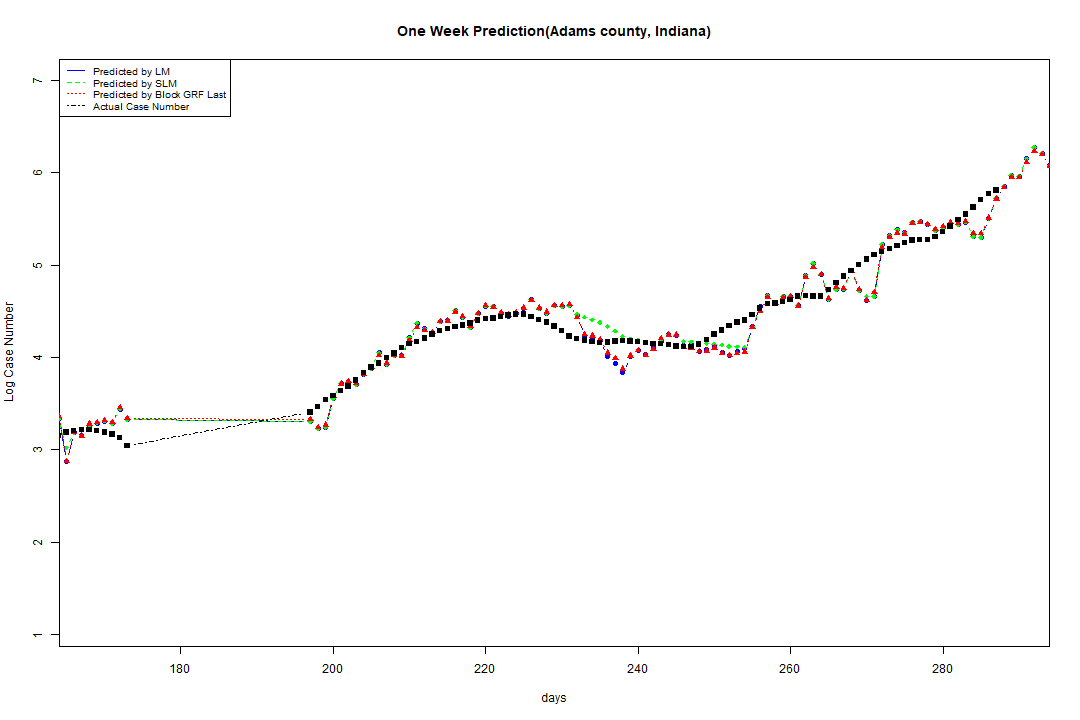 One Week Prediction(Adams county, Indiana)
Predicted by LM
Predicted by SLM
Predicted by Block GRF Last
Actual Case Number
7
6
5
4
3
2
1
Log Case Number
180 200 220 240 260 280
days